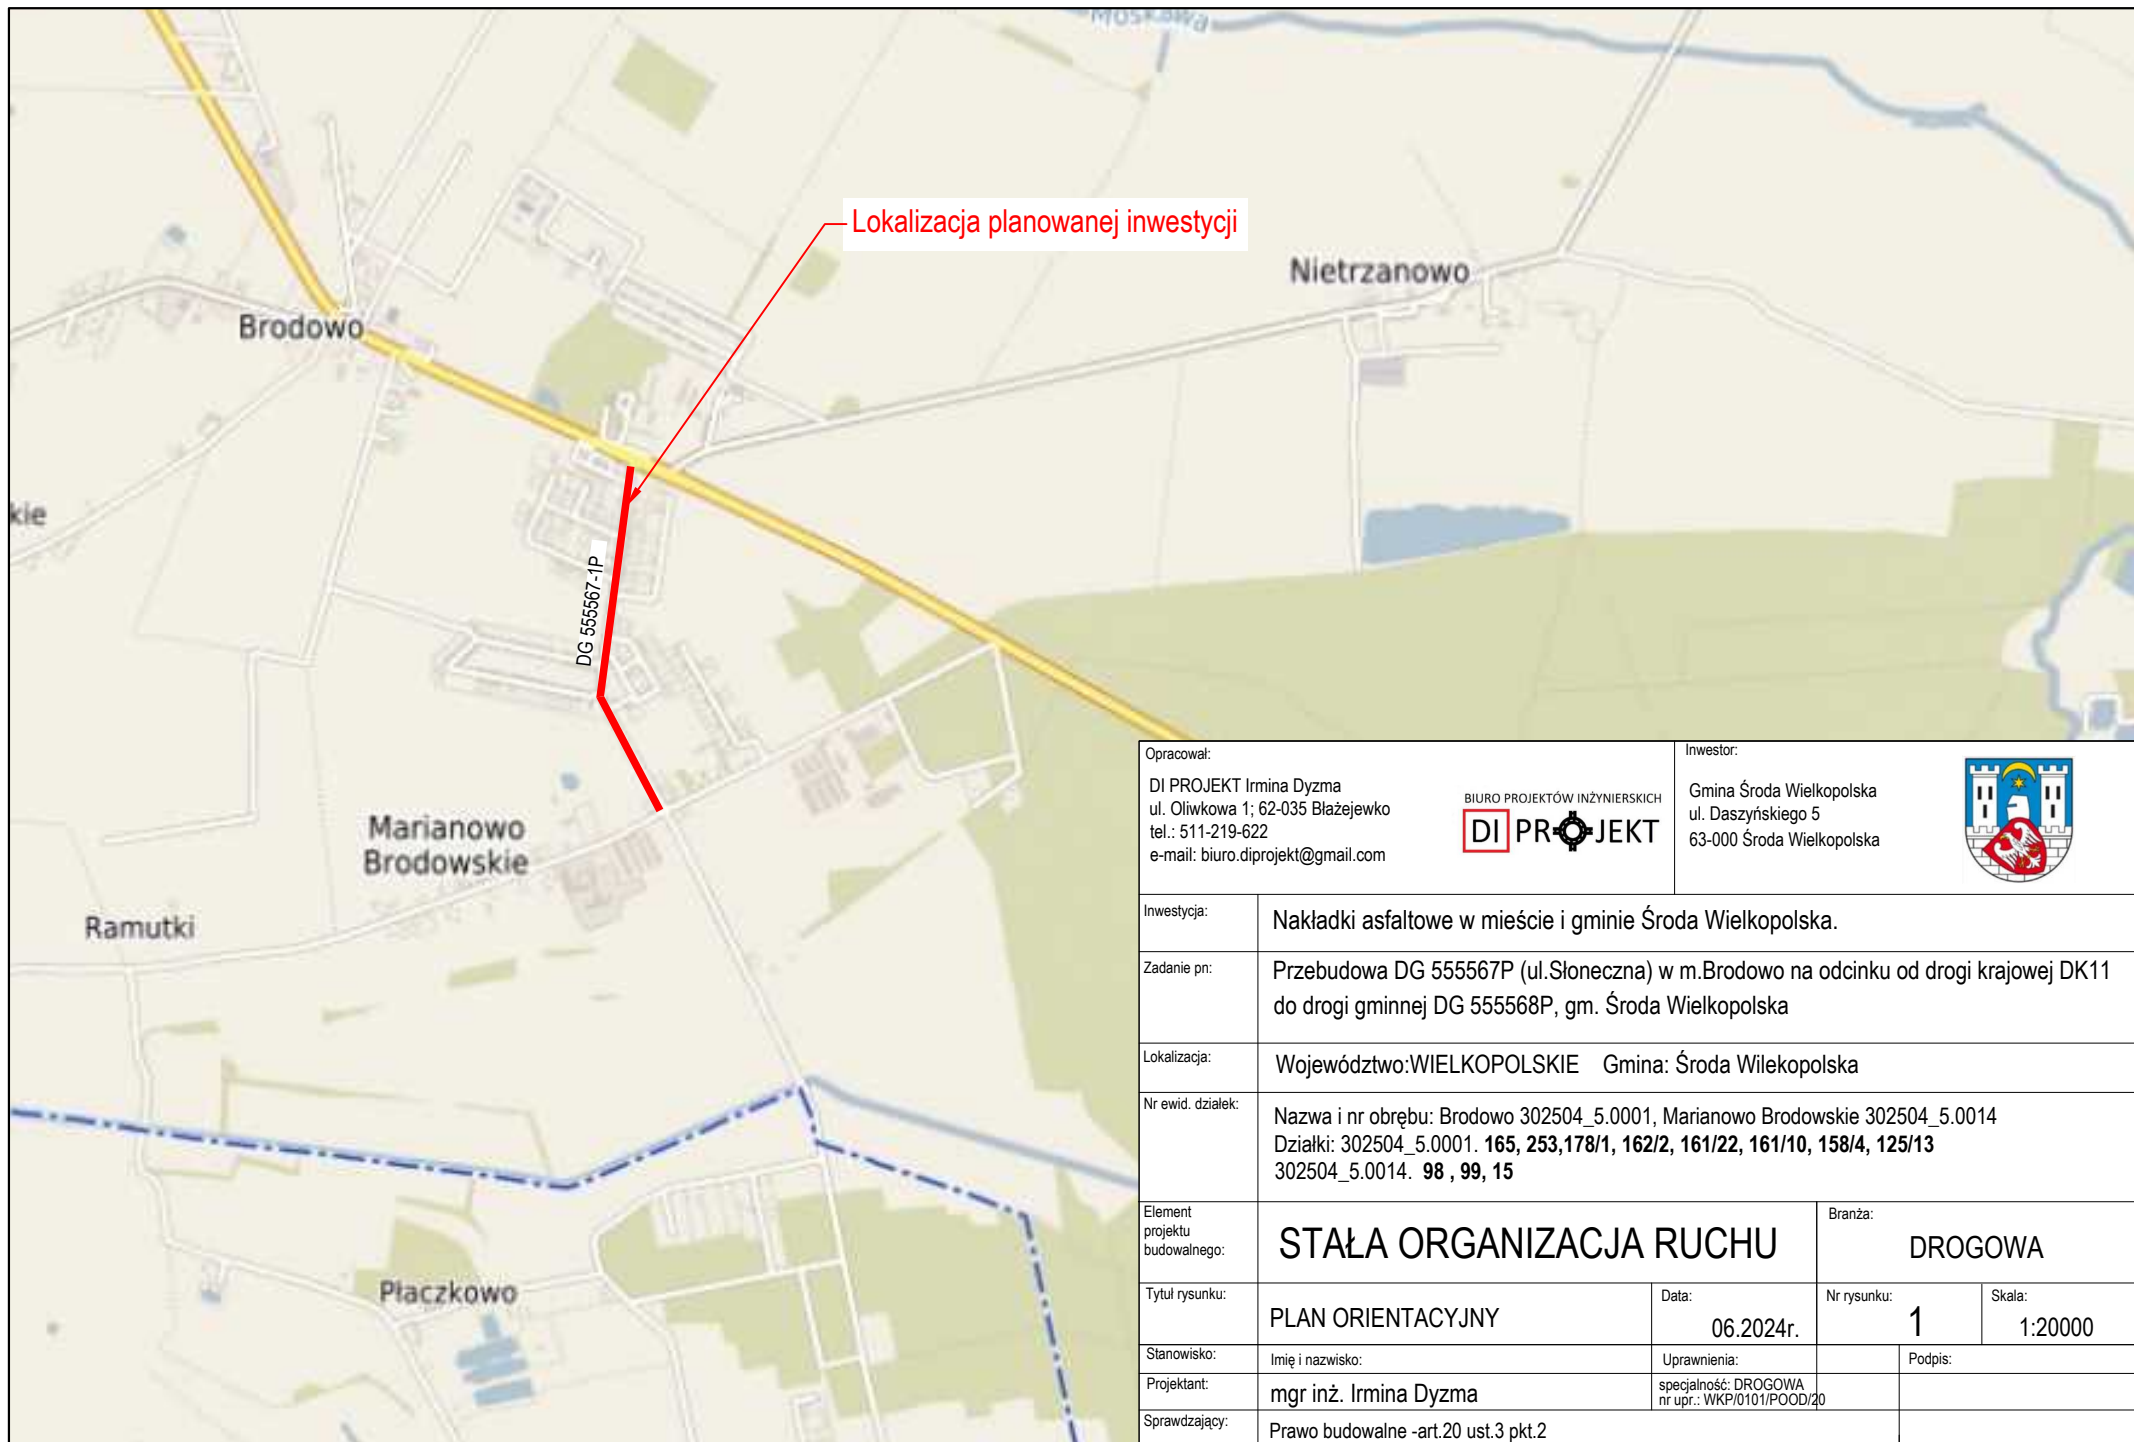 Moskawa
Lokalizacja planowanej inwestycji
Nietrzanowo
Brodowo
kie
DG 555567-1P
Marianowo
Brodowskie
Ramutki
Płaczkowo
Opracował:
DI PROJEKT Irmina Dyzma
ul. Oliwkowa 1; 62-035 Błażejewko
tel.: 511-219-622
e-mail: biuro.diprojekt@gmail.com
BIURO PROJEKTÓW INŻYNIERSKICH
DI PROJEKT
Inwestor:
Gmina Środa Wielkopolska
ul. Daszyńskiego 5
63-000 Środa Wielkopolska
Inwestycja:
Nakładki asfaltowe w mieście i gminie Środa Wielkopolska.
Zadanie pn:
Przebudowa DG 555567P (ul.Słoneczna) w m.Brodowo na odcinku od drogi krajowej DK11
do drogi gminnej DG 555568P, gm. Środa Wielkopolska
Lokalizacja:
Województwo:WIELKOPOLSKIE Gmina: Środa Wilekopolska
Nr ewid. działek:
Nazwa i nr obrębu: Brodowo 302504_5.0001, Marianowo Brodowskie 302504_5.0014
Działki: 302504_5.0001. 165, 253,178/1, 162/2, 161/22, 161/10, 158/4, 125/13
302504_5.0014. 98 , 99, 15
Element
projektu
budowalnego:
STAŁA ORGANIZACJA RUCHU
Branża:
DROGOWA
Tytuł rysunku:
PLAN ORIENTACYJNY
Data:
06.2024r.
Nr rysunku:
1
Skala:
1:20000
Stanowisko:
Imię i nazwisko:
Uprawnienia:
Podpis:
Projektant:
mgr inż. Irmina Dyzma
specjalność: DROGOWA
nr upr.: WKP/0101/POOD/20
Sprawdzający:
Prawo budowalne -art.20 ust.3 pkt.2